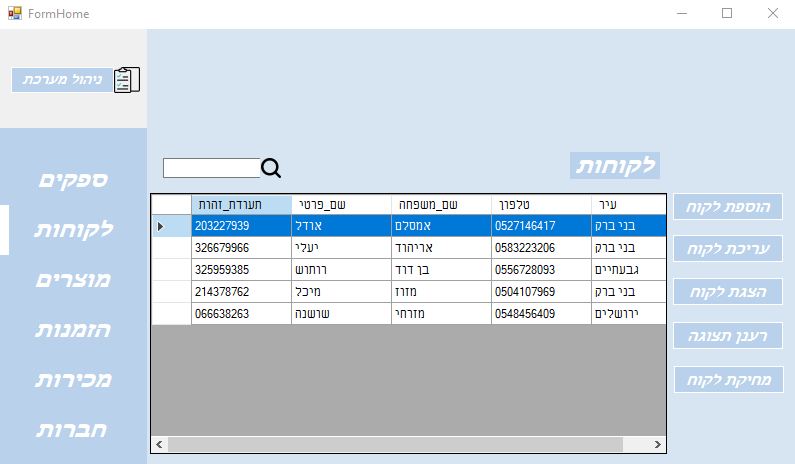 FormHome
ניהול מערכת
ספקים
לקוחות
מוצרים
הזמנות
מכירות
חברות
לקוחות
תעודת_זהות שם_פרטי שם_משפחה טלפון עיר
203227939 אודל אמסלם 0527146417 בני ברק
326679966 יעלי אריהוד 0583223206 בני ברק
325959385 רוחוש בן דוד 0556728093 גבעתיים
214378762 מיכל מזרז 0504107969 בני ברק
066638263 שושנה מזרחי 0548456409 ירושלים
הוספת לקוח
עריכת לקוח
הצגת לקוח
רענן תצוגה
מחיקת לקוח